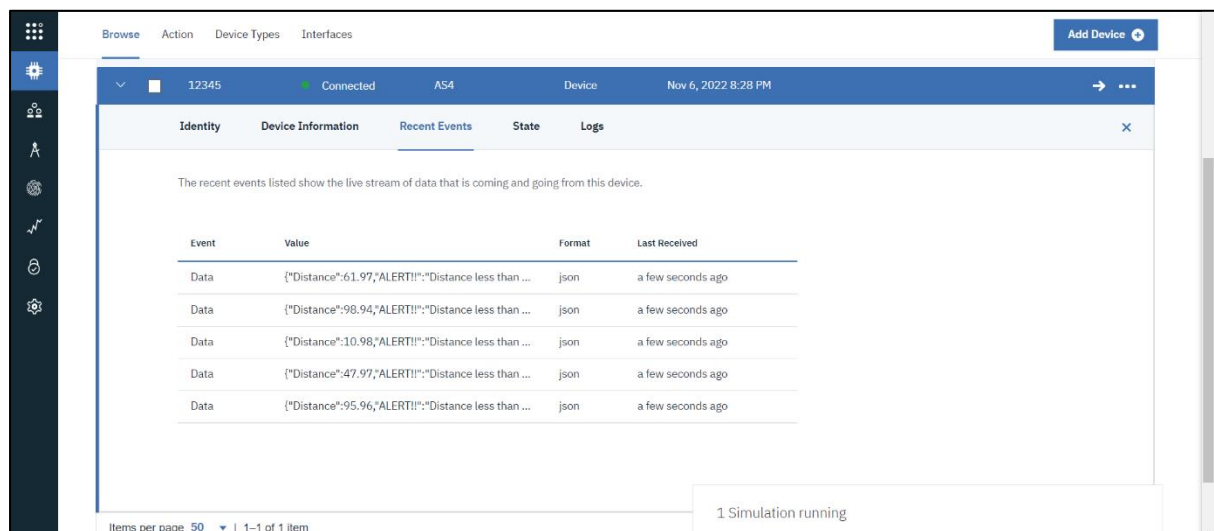 Browse Action Device Types Interfaces Add Device
12345 Connected AS4 Device Nov 6, 2022 8:28 PM
Identity Device Information Recent Events State Logs
The recent events listed show the live stream of data that is coming and going from this device.
Event Value Format Last Received
Data {"Distance":61.97,"ALERT!!":"Distance less than ... json a few seconds ago
Data {"Distance":98.94,"ALERT!!":"Distance less than ... json a few seconds ago
Data {"Distance":10.98,"ALERT!!":"Distance less than ... json a few seconds ago
Data {"Distance":47.97,"ALERT!!":"Distance less than ... json a few seconds ago
Data {"Distance":95.96,"ALERT!!":"Distance less than ... json a few seconds ago
1 Simulation running
Items per page 50 | 1–1 of 1 item